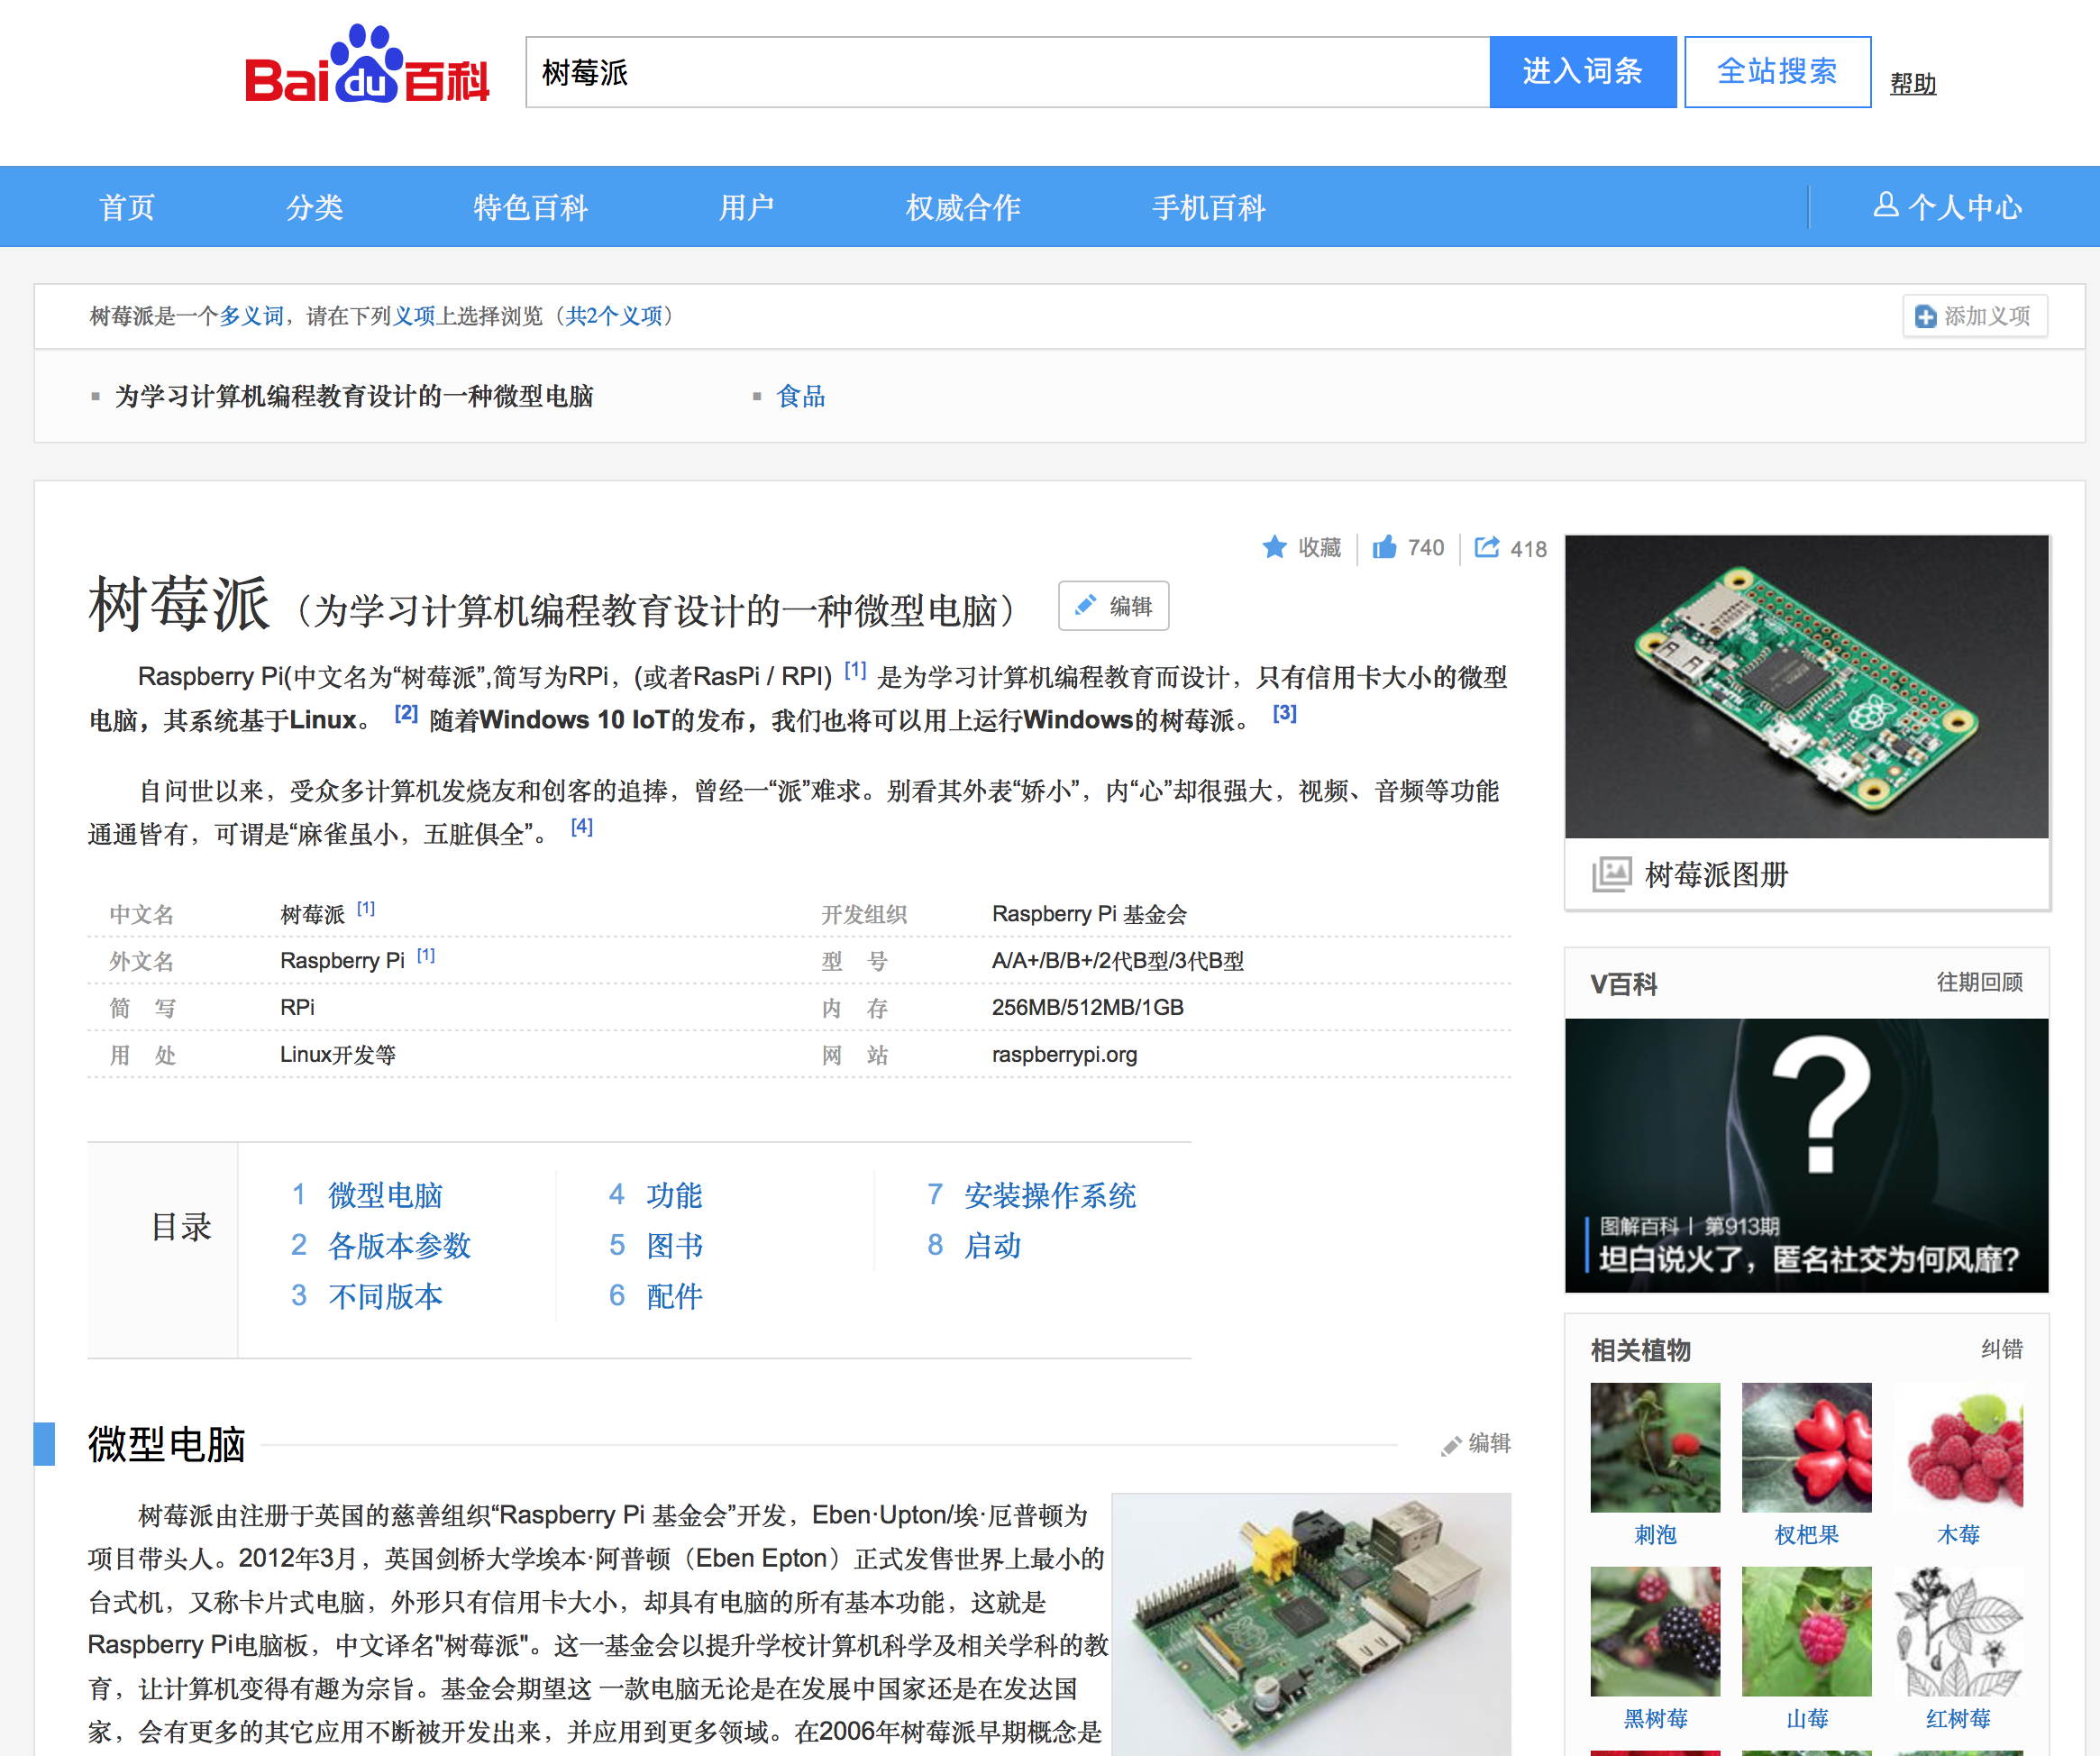 Baidu百科
树莓派
进入词条
全站搜索
帮助
首页 分类 特色百科 用户 权威合作 手机百科 个人中心
树莓派是一个多义词，请在下列义项上选择浏览（共2个义项）
添加义项
▪ 为学习计算机编程教育设计的一种微型电脑
▪ 食品
收藏 740 418
树莓派（为学习计算机编程教育设计的一种微型电脑）
编辑
Raspberry Pi(中文名为“树莓派”,简写为RPi，(或者RasPi / RPI) [1] 是为学习计算机编程教育而设计，只有信用卡大小的微型
电脑，其系统基于Linux。 [2] 随着Windows 10 IoT的发布，我们也将可以用上运行Windows的树莓派。 [3]
自问世以来，受众多计算机发烧友和创客的追捧，曾经一“派”难求。别看其外表“娇小”，内“心”却很强大，视频、音频等功能
通通皆有，可谓是“麻雀虽小，五脏俱全”。 [4]
中文名 树莓派 [1] 开发组织 Raspberry Pi 基金会
外文名 Raspberry Pi [1] 型 号 A/A+/B/B+/2代B型/3代B型
简 写 RPi 内 存 256MB/512MB/1GB
用 处 Linux开发等 网 站 raspberrypi.org
目录
1 微型电脑
2 各版本参数
3 不同版本
4 功能
5 图书
6 配件
7 安装操作系统
8 启动
微型电脑
编辑
树莓派由注册于英国的慈善组织“Raspberry Pi 基金会”开发，Eben·Upton/埃·厄普顿为
项目带头人。2012年3月，英国剑桥大学埃本·阿普顿（Eben Epton）正式发售世界上最小的
台式机，又称卡片式电脑，外形只有信用卡大小，却具有电脑的所有基本功能，这就是
Raspberry Pi电脑板，中文译名"树莓派"。这一基金会以提升学校计算机科学及相关学科的教
育，让计算机变得有趣为宗旨。基金会期望这 一款电脑无论是在发展中国家还是在发达国
家，会有更多的其它应用不断被开发出来，并应用到更多领域。在2006年树莓派早期概念是
树莓派图册
V百科
往期回顾
?
图解百科 | 第913期
坦白说火了，匿名社交为何风靡?
相关植物
纠错
刺泡 杈杷果 木莓
黑树莓 山莓 红树莓